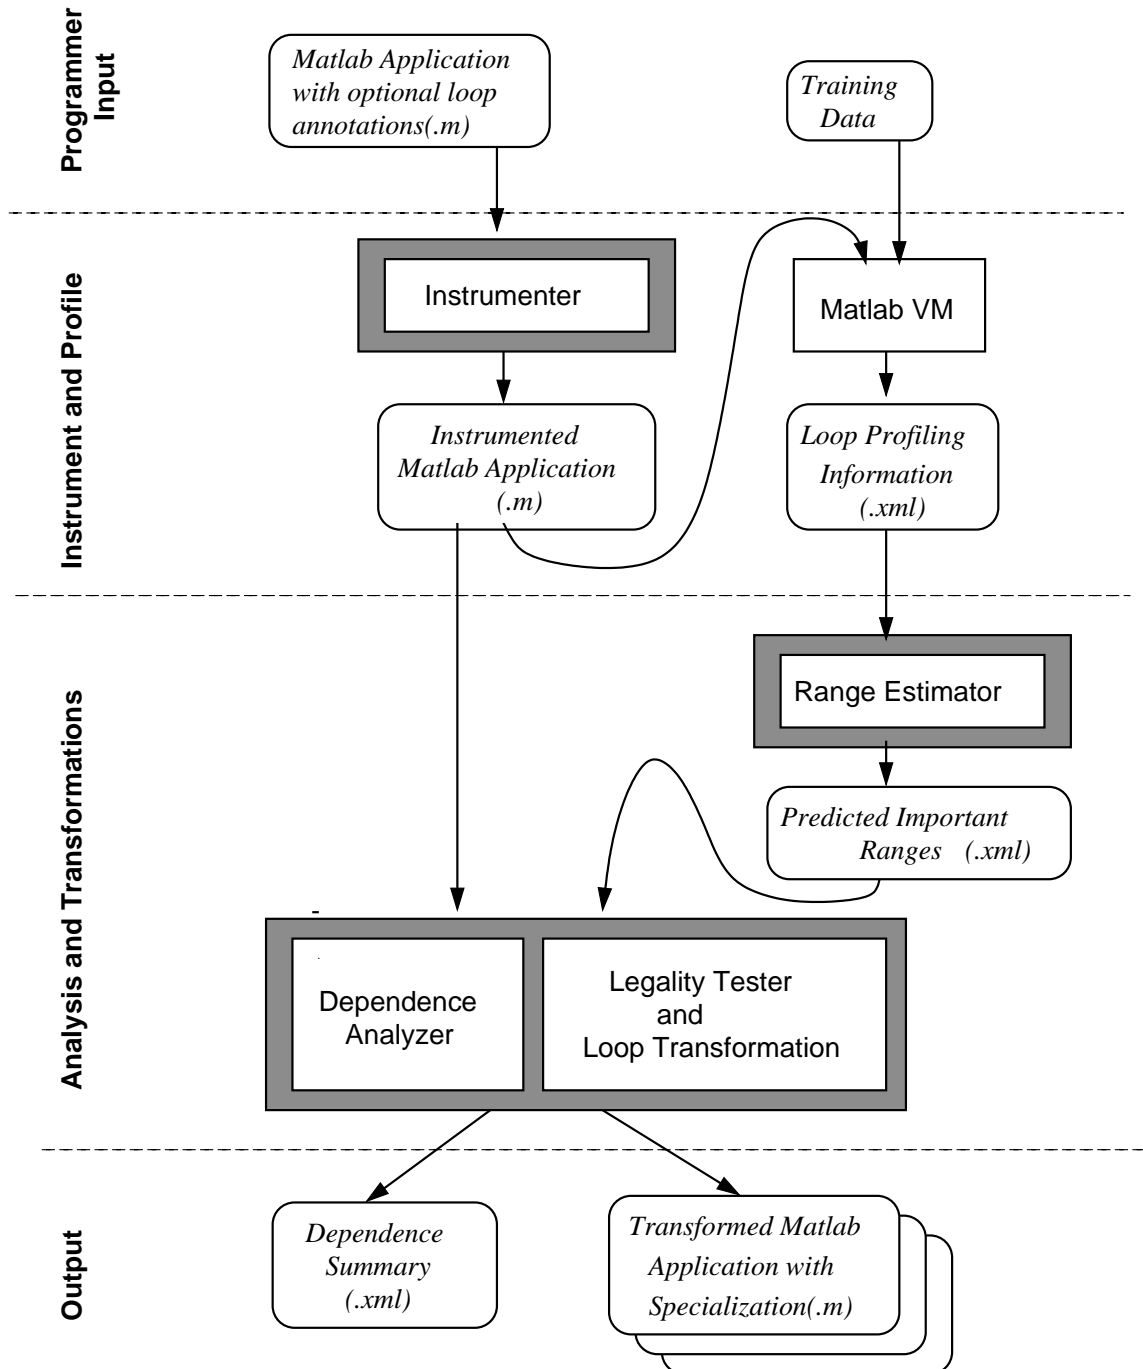 Programmer
Input
Matlab Application
with optional loop
annotations(.m)
Training
Data
Instrument and Profile
Instrumenter
Matlab VM
Instrumented
Matlab Application
(.m)
Loop Profiling
Information
(.xml)
Analysis and Transformations
Range Estimator
Predicted Important
Ranges (.xml)
Dependence
Analyzer
Legality Tester
and
Loop Transformation
Output
Dependence
Summary
(.xml)
Transformed Matlab
Application with
Specialization(.m)